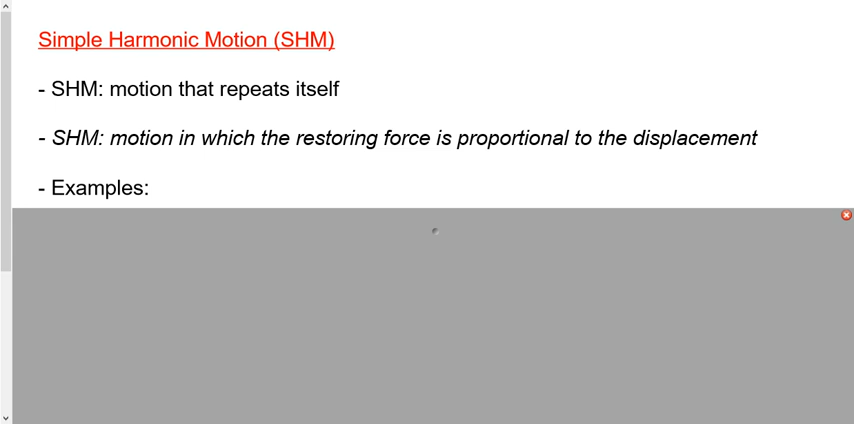 Simple Harmonic Motion (SHM)
- SHM: motion that repeats itself
- SHM: motion in which the restoring force is proportional to the displacement
- Examples: